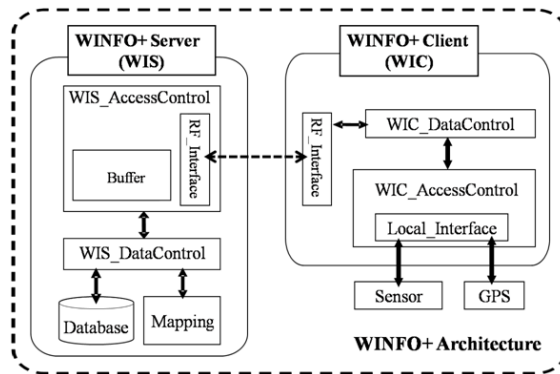 WINFO+ Server
(WIS)
WIS_AccessControl
RF_Interface
Buffer
WIS_DataControl
Database
Mapping
WINFO+ Client
(WIC)
RF_Interface
WIC_DataControl
WIC_AccessControl
Local_Interface
Sensor
GPS
WINFO+ Architecture